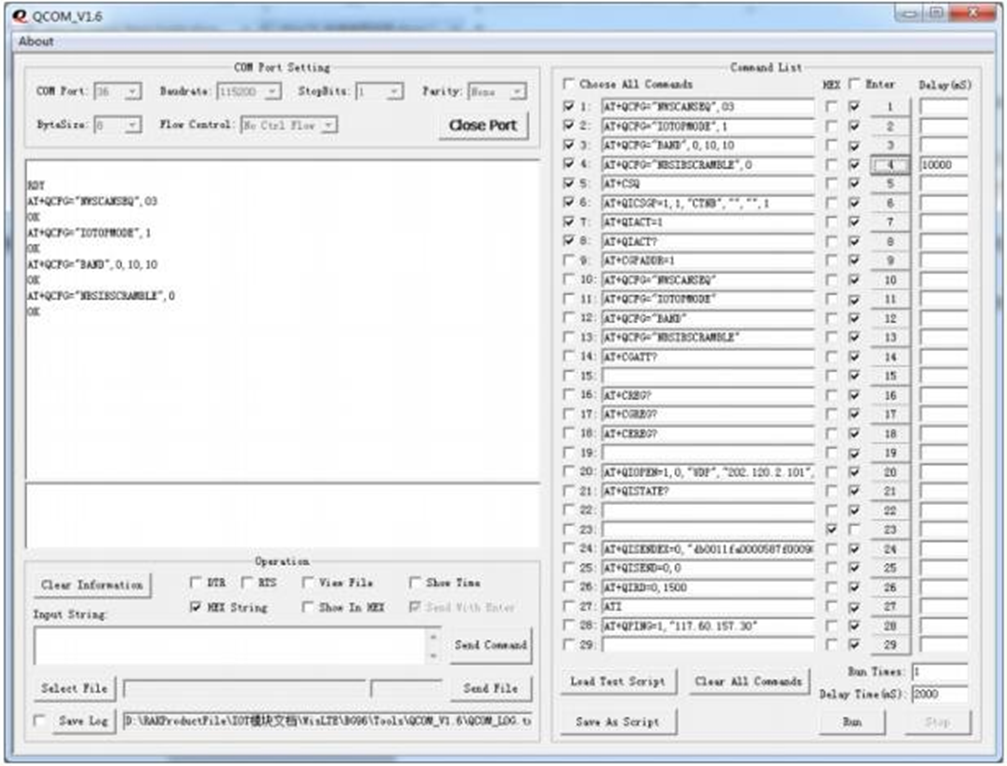 QCOM_V1.6
About
COM Port Setting
COM Port: 36 Baudrate: 115200 StopBits: 1 Parity: None
ByteSize: 8 Flow Control: No Ctrl Flow Close Port
RDY
AT+QCFG="NWSCANSEQ",03
OK
AT+QCFG="IOTOPMODE",1
OK
AT+QCFG="BAND",0,10,10
OK
AT+QCFG="NBSIBSCRAMBLE",0
OK
Operation
Clear Information DTR RTS View File Show Time
HEX String Show In HEX Send With Enter
Input String:
Send Command
Select File Send File
Save Log D:\RAKProductFile\IOT模块文档\WisLTE\BG96\Tools\QCOM_V1.6\QCOM_LOG.tx
Command List
Choose All Commands HEX Enter Delay(mS)
1: AT+QCFG="NWSCANSEQ",03 1
2: AT+QCFG="IOTOPMODE",1 2
3: AT+QCFG="BAND",0,10,10 3
4: AT+QCFG="NBSIBSCRAMBLE",0 4 10000
5: AT+CSQ 5
6: AT+QICSGP=1,1,"CTNB","","",1 6
7: AT+QIACT=1 7
8: AT+QIACT? 8
9: AT+CGPADDR=1 9
10: AT+QCFG="NWSCANSEQ" 10
11: AT+QCFG="IOTOPMODE" 11
12: AT+QCFG="BAND" 12
13: AT+QCFG="NBSIBSCRAMBLE" 13
14: AT+CGATT? 14
15: 15
16: AT+CREG? 16
17: AT+CGREG? 17
18: AT+CEREG? 18
19: 19
20: AT+QIOPEN=1,0,"UDP","202.120.2.101", 20
21: AT+QISTATE? 21
22: 22
23: 23
24: AT+QISENDEX=0, 24
25: AT+QISEND=0,0 25
26: AT+QIRD=0,1500 26
27: ATI 27
28: AT+QPING=1,"117.60.157.30" 28
29: 29
Run Times: 1
Load Test Script Clear All Commands Delay Time(mS): 2000
Save As Script Run Stop